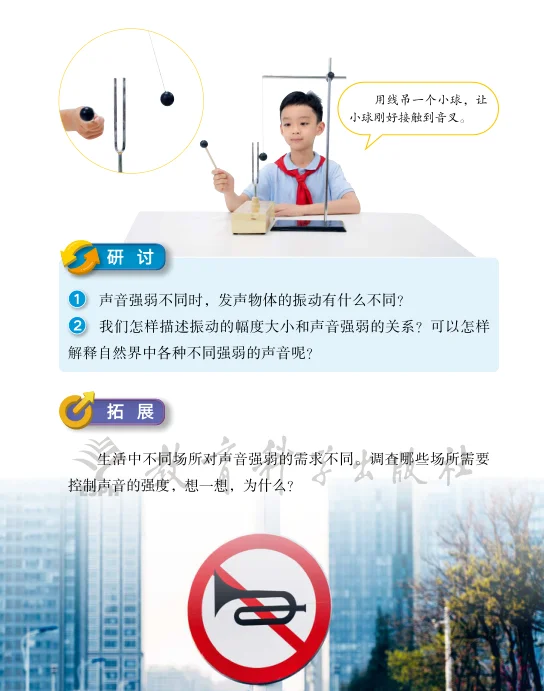 用线吊一个小球，让
小球刚好接触到音叉。
研讨
1 声音强弱不同时，发声物体的振动有什么不同？
2 我们怎样描述振动的幅度大小和声音强弱的关系？可以怎样
解释自然界中各种不同强弱的声音呢？
拓展
生活中不同场所对声音强弱的需求不同。调查哪些场所需要
控制声音的强度，想一想，为什么？
教育科学出版社